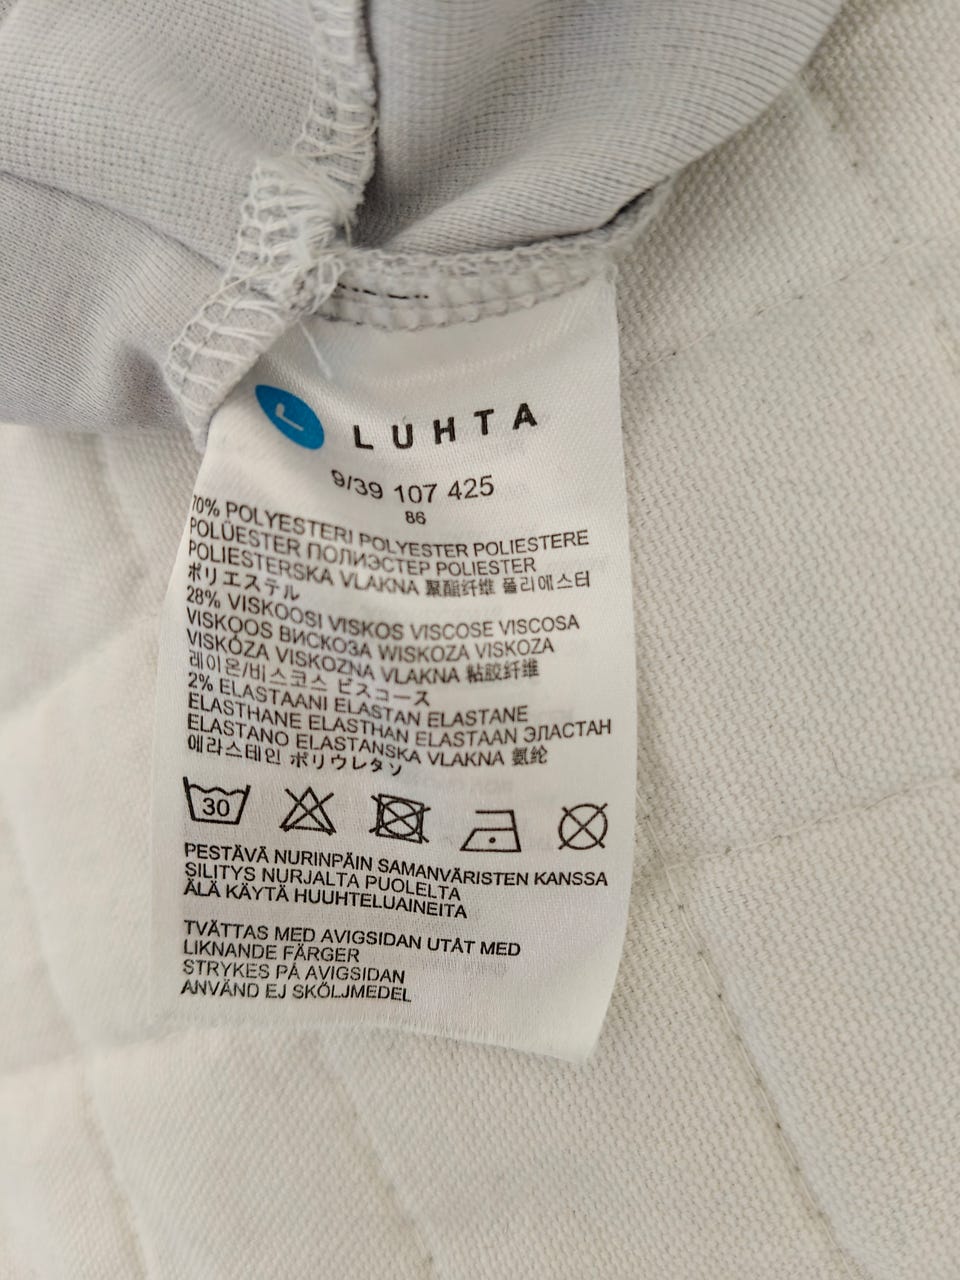 LUHTA
9/39 107 425
86
70% POLYESTERI POLYESTER POLIESTERE
POLÜESTER ПОЛИЭСТЕР POLIESTER
POLIESTERSKA VLAKNA 聚酯纤维 폴리에스터
ポリエステル
28% VISKOOSI VISKOS VISCOSE VISCOSA
VISKOOS ВИСКОЗА WISKOZA VISKOZA
VISKÓZA VISKOZNA VLAKNA 粘胶纤维
레이온/비스코스 ビスコース
2% ELASTAANI ELASTAN ELASTANE
ELASTHANE ELASTHAN ELASTAAN ЭЛАСТАН
ELASTANO ELASTANSKA VLAKNA 氨纶
에라스테인 ポリウレタン
30
PESTÄVÄ NURINPÄIN SAMANVÄRISTEN KANSSA
SILITYS NURJALTA PUOLELTA
ÄLÄ KÄYTÄ HUUHTELUAINEITA
TVÄTTAS MED AVIGSIDAN UTÅT MED
LIKNANDE FÄRGER
STRYKES PÅ AVIGSIDAN
ANVÄND EJ SKÖLJMEDEL